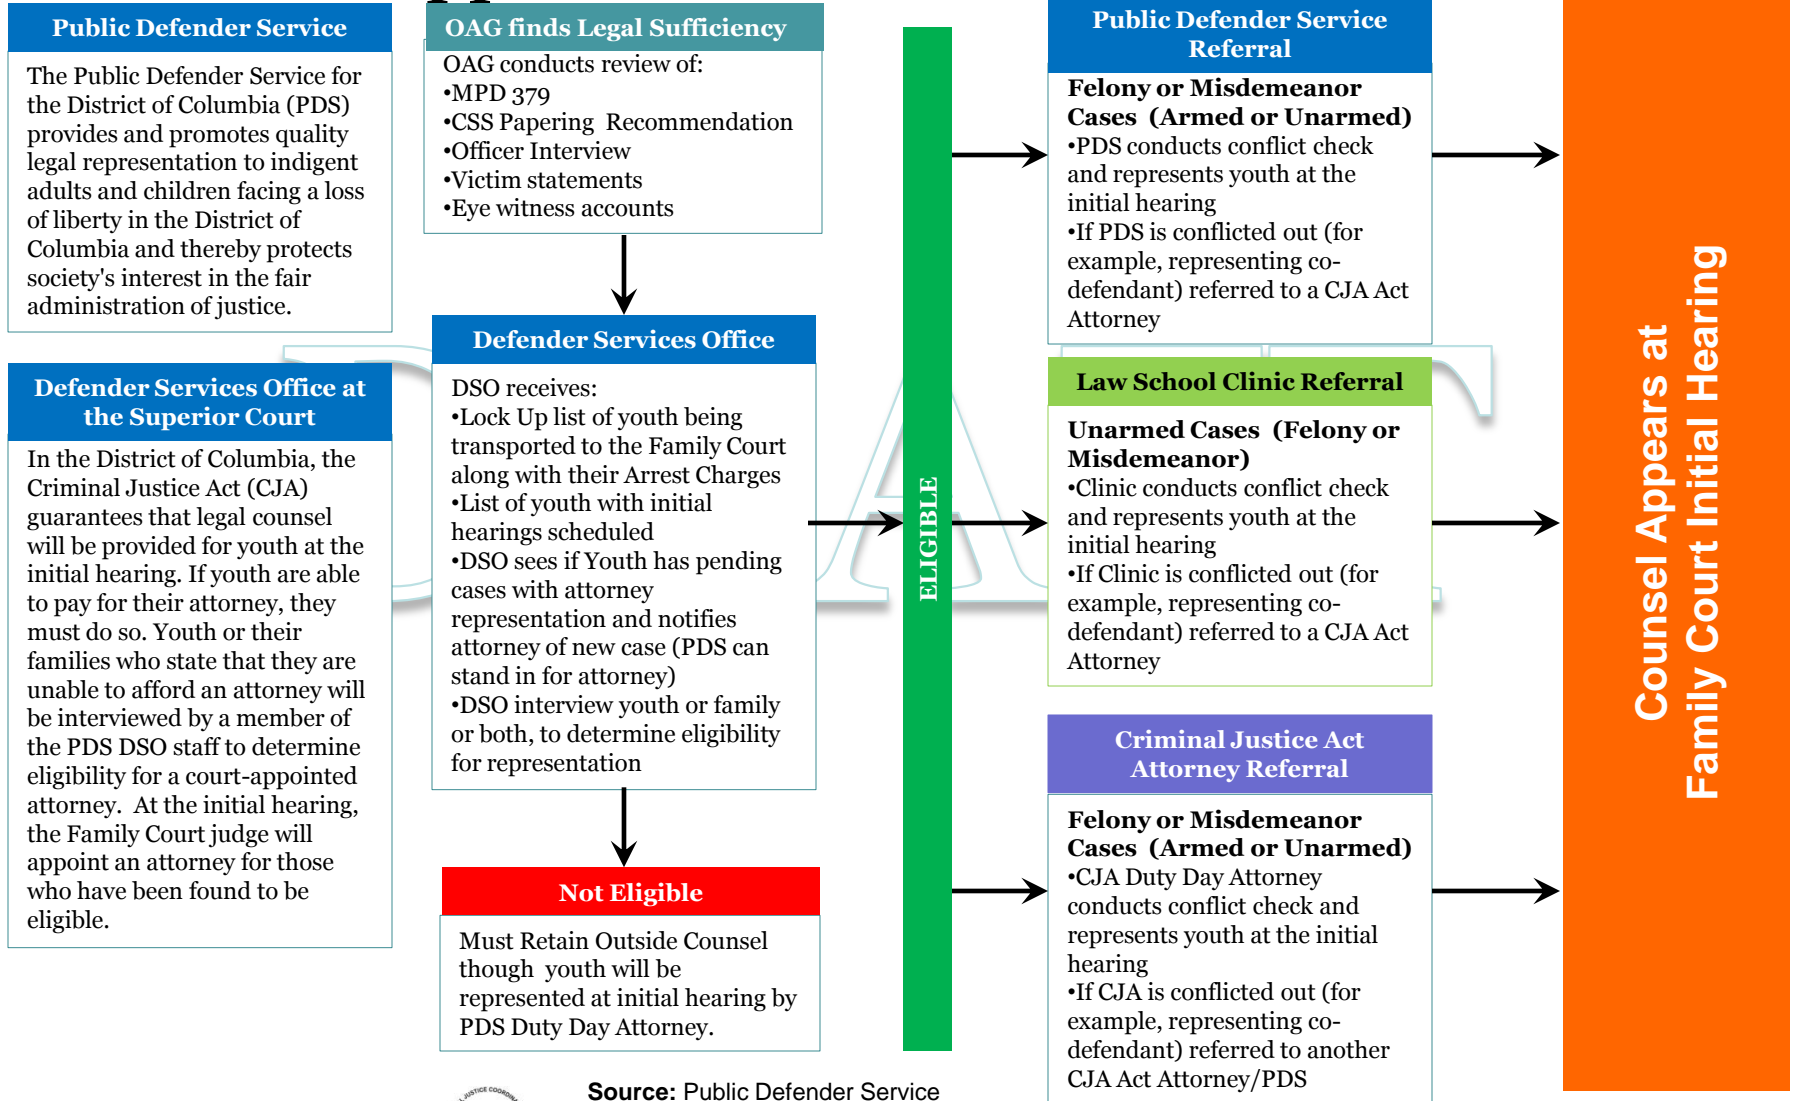 Public Defender Service
The Public Defender Service for
the District of Columbia (PDS)
provides and promotes quality
legal representation to indigent
adults and children facing a loss
of liberty in the District of
Columbia and thereby protects
society's interest in the fair
administration of justice.
Defender Services Office at
the Superior Court
In the District of Columbia, the
Criminal Justice Act (CJA)
guarantees that legal counsel
will be provided for youth at the
initial hearing. If youth are able
to pay for their attorney, they
must do so. Youth or their
families who state that they are
unable to afford an attorney will
be interviewed by a member of
the PDS DSO staff to determine
eligibility for a court-appointed
attorney.  At the initial hearing,
the Family Court judge will
appoint an attorney for those
who have been found to be
eligible.
OAG finds Legal Sufficiency
OAG conducts review of:
•MPD 379
•CSS Papering  Recommendation
•Officer Interview
•Victim statements
•Eye witness accounts
Defender Services Office
DSO receives:
•Lock Up list of youth being
transported to the Family Court
along with their Arrest Charges
•List of youth with initial
hearings scheduled
•DSO sees if Youth has pending
cases with attorney
representation and notifies
attorney of new case (PDS can
stand in for attorney)
•DSO interview youth or family
or both, to determine eligibility
for representation
Not Eligible
Must Retain Outside Counsel
though  youth will be
represented at initial hearing by
PDS Duty Day Attorney.
ELIGIBLE
Public Defender Service
Referral
Felony or Misdemeanor
Cases  (Armed or Unarmed)
•PDS conducts conflict check
and represents youth at the
initial hearing
•If PDS is conflicted out (for
example, representing co-
defendant) referred to a CJA Act
Attorney
Law School Clinic Referral
Unarmed Cases  (Felony or
Misdemeanor)
•Clinic conducts conflict check
and represents youth at the
initial hearing
•If Clinic is conflicted out (for
example, representing co-
defendant) referred to a CJA Act
Attorney
Criminal Justice Act
Attorney Referral
Felony or Misdemeanor
Cases  (Armed or Unarmed)
•CJA Duty Day Attorney
conducts conflict check and
represents youth at the initial
hearing
•If CJA is conflicted out (for
example, representing co-
defendant) referred to another
CJA Act Attorney/PDS
Counsel Appears at
Family Court Initial Hearing
DRAFT
Source: Public Defender Service
JUSTICE